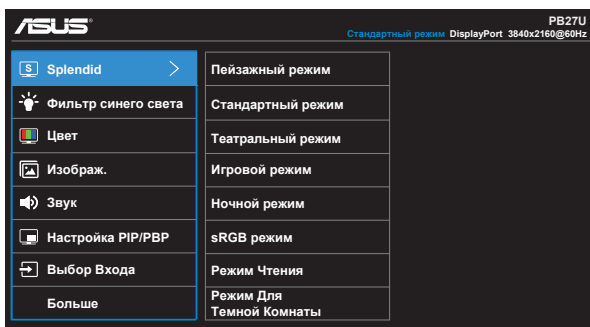 ASUS
PB27U
Стандартный режим DisplayPort 3840x2160@60Hz
S Splendid
Пейзажный режим
Фильтр синего света
Стандартный режим
Цвет
Театральный режим
Изображ.
Игровой режим
Звук
Ночной режим
Настройка PIP/PBP
sRGB режим
Выбор Входа
Режим Чтения
Больше
Режим Для
Темной Комнаты